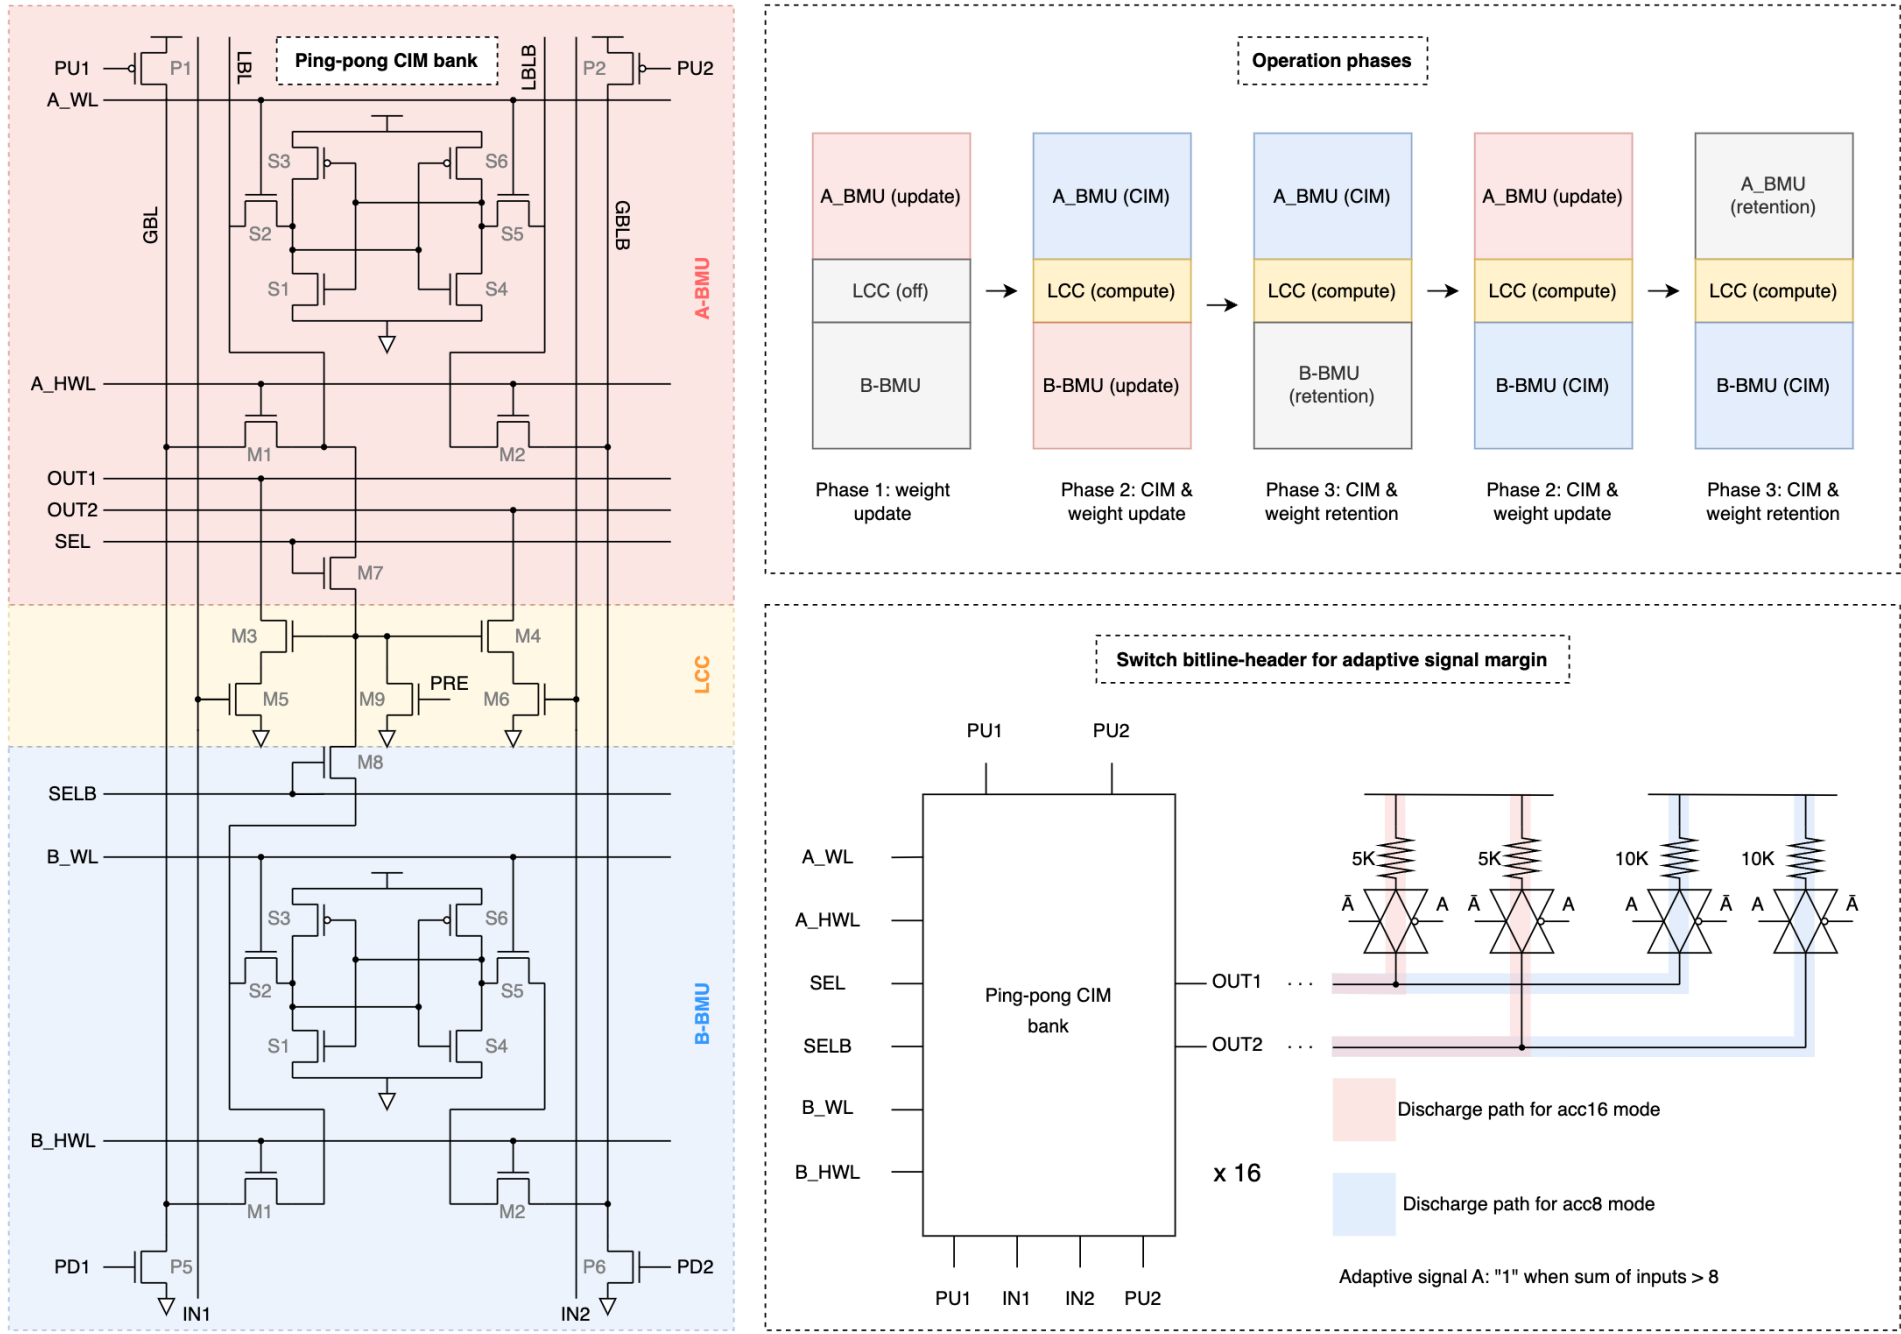 Ping-pong CIM bank
PU1
P1
LBL
LBLB
P2
PU2
A_WL
S3
S6
GBL
S2
S5
GBLB
S1
S4
A-BMU
A_HWL
M1
M2
OUT1
OUT2
SEL
M7
M3
M4
LCC
M5
M9
PRE
M6
M8
SELB
B_WL
S3
S6
S2
S5
B-BMU
S1
S4
B_HWL
M1
M2
PD1
P5
P6
PD2
IN1
IN2
Operation phases
A_BMU (update)
LCC (off)
B-BMU
Phase 1: weight
update
A_BMU (CIM)
LCC (compute)
B-BMU (update)
Phase 2: CIM &
weight update
A_BMU (CIM)
LCC (compute)
B-BMU
(retention)
Phase 3: CIM &
weight retention
A_BMU (update)
LCC (compute)
B-BMU (CIM)
Phase 2: CIM &
weight update
A_BMU
(retention)
LCC (compute)
B-BMU (CIM)
Phase 3: CIM &
weight retention
Switch bitline-header for adaptive signal margin
PU1
PU2
A_WL
A_HWL
SEL
SELB
B_WL
B_HWL
Ping-pong CIM
bank
OUT1
OUT2
. . .
. . .
x 16
PU1
IN1
IN2
PU2
5K
5K
10K
10K
Ā
A
Ā
A
A
Ā
A
Ā
Discharge path for acc16 mode
Discharge path for acc8 mode
Adaptive signal A: "1" when sum of inputs > 8